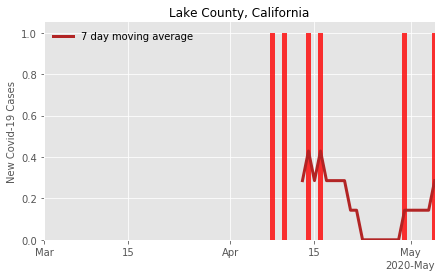 Lake County, California
7 day moving average
New Covid-19 Cases
1.0
0.8
0.6
0.4
0.2
0.0
Mar 15 Apr 15 May
2020-May